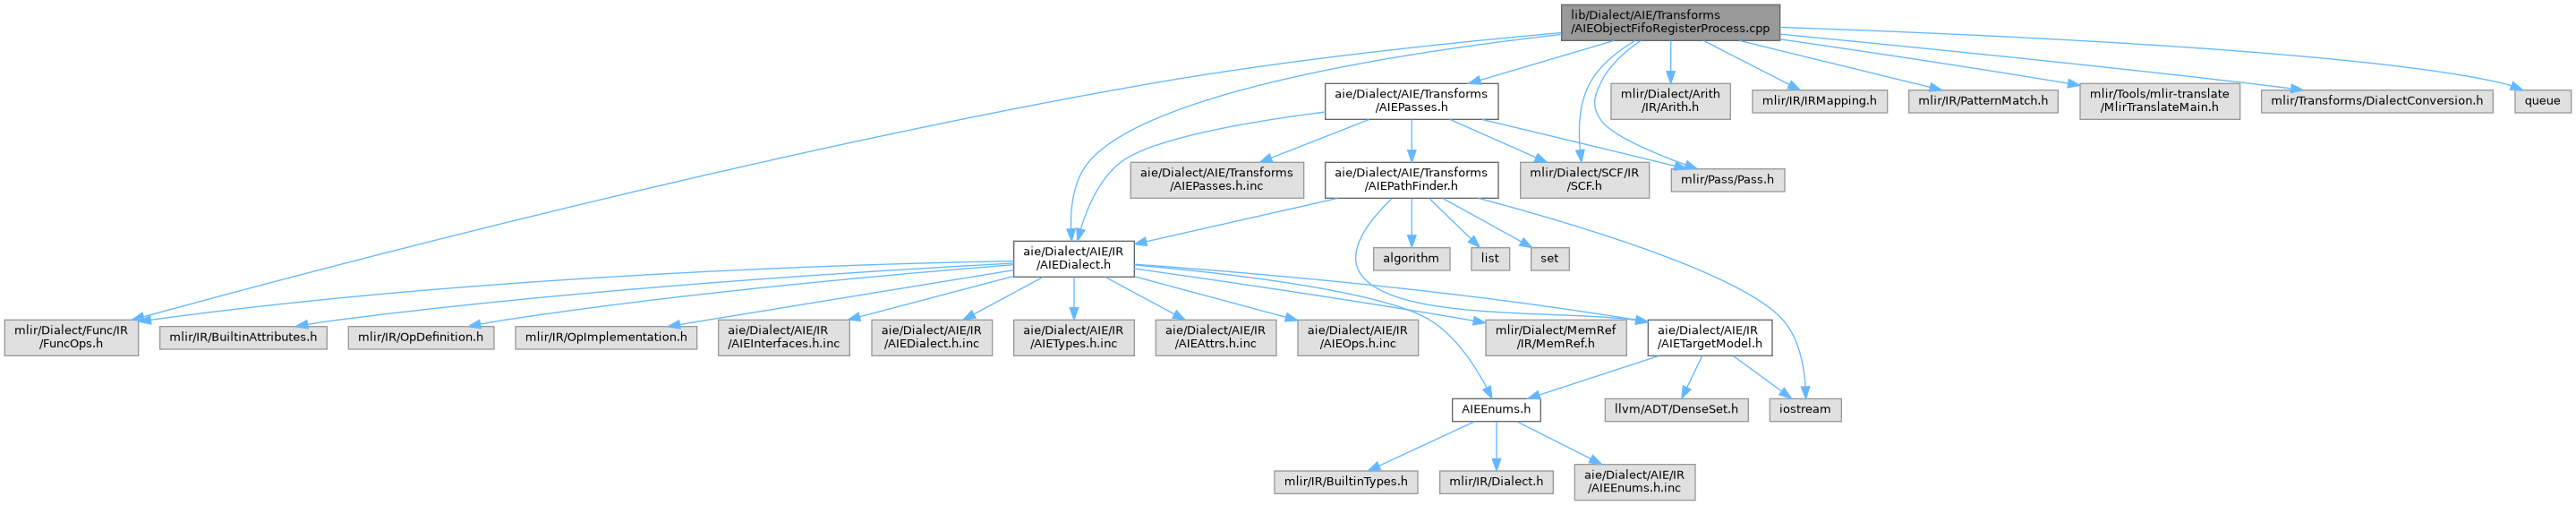 lib/Dialect/AIE/Transforms
/AIEObjectFifoRegisterProcess.cpp
aie/Dialect/AIE/Transforms
/AIEPasses.h
mlir/Dialect/Arith
/IR/Arith.h
mlir/IR/IRMapping.h
mlir/IR/PatternMatch.h
mlir/Tools/mlir-translate
/MlirTranslateMain.h
mlir/Transforms/DialectConversion.h
queue
aie/Dialect/AIE/Transforms
/AIEPasses.h.inc
aie/Dialect/AIE/Transforms
/AIEPathFinder.h
mlir/Dialect/SCF/IR
/SCF.h
mlir/Pass/Pass.h
aie/Dialect/AIE/IR
/AIEDialect.h
algorithm
list
set
mlir/Dialect/Func/IR
/FuncOps.h
mlir/IR/BuiltinAttributes.h
mlir/IR/OpDefinition.h
mlir/IR/OpImplementation.h
aie/Dialect/AIE/IR
/AIEInterfaces.h.inc
aie/Dialect/AIE/IR
/AIEDialect.h.inc
aie/Dialect/AIE/IR
/AIETypes.h.inc
aie/Dialect/AIE/IR
/AIEAttrs.h.inc
aie/Dialect/AIE/IR
/AIEOps.h.inc
mlir/Dialect/MemRef
/IR/MemRef.h
aie/Dialect/AIE/IR
/AIETargetModel.h
AIEEnums.h
llvm/ADT/DenseSet.h
iostream
mlir/IR/BuiltinTypes.h
mlir/IR/Dialect.h
aie/Dialect/AIE/IR
/AIEEnums.h.inc